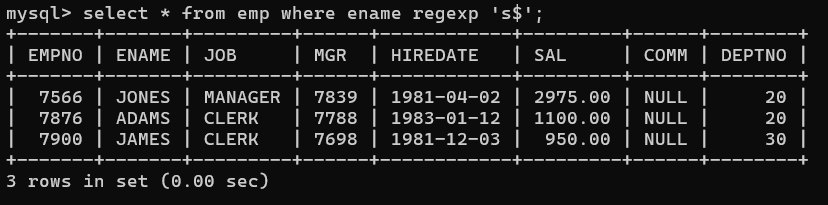 mysql> select * from emp where ename regexp 's$';
+-------+-------+---------+------+------------+---------+------+--------+
| EMPNO | ENAME | JOB     | MGR  | HIREDATE   | SAL     | COMM | DEPTNO |
+-------+-------+---------+------+------------+---------+------+--------+
|  7566 | JONES | MANAGER | 7839 | 1981-04-02 | 2975.00 | NULL |     20 |
|  7876 | ADAMS | CLERK   | 7788 | 1983-01-12 | 1100.00 | NULL |     20 |
|  7900 | JAMES | CLERK   | 7698 | 1981-12-03 |  950.00 | NULL |     30 |
+-------+-------+---------+------+------------+---------+------+--------+
3 rows in set (0.00 sec)